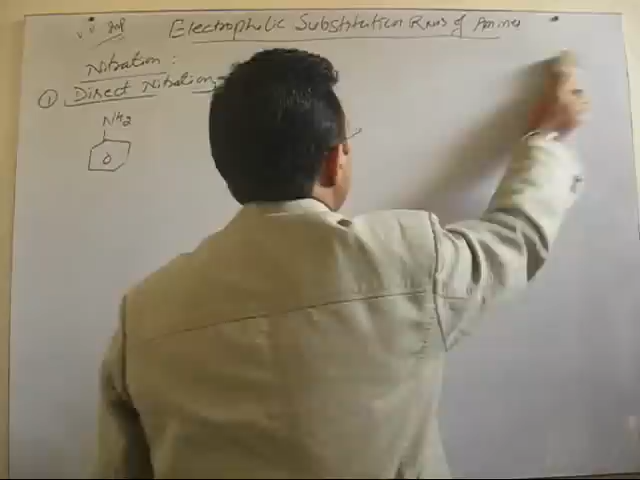 Electrophilic Substitution Rxns of Amines
Nitration :
① Direct Nitration
NH2